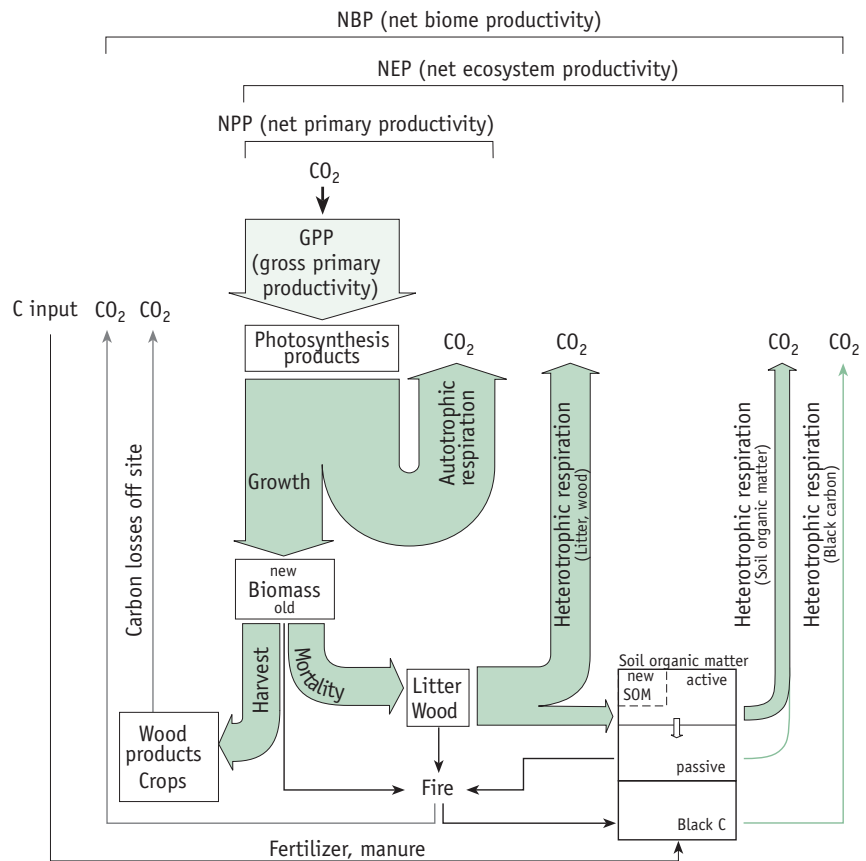 NBP (net biome productivity)
NEP (net ecosystem productivity)
NPP (net primary productivity)
CO2
GPP
(gross primary
productivity)
C input
CO2
CO2
Photosynthesis
products
CO2
CO2
CO2
CO2
Carbon losses off site
Growth
Autotrophic
respiration
Heterotrophic respiration
(Litter, wood)
Heterotrophic respiration
(Soil organic matter)
Heterotrophic respiration
(Black carbon)
new
Biomass
old
Harvest
Mortality
Litter
Wood
Soil organic matter
new
SOM
active
Wood
products
Crops
passive
Fire
Black C
Fertilizer, manure